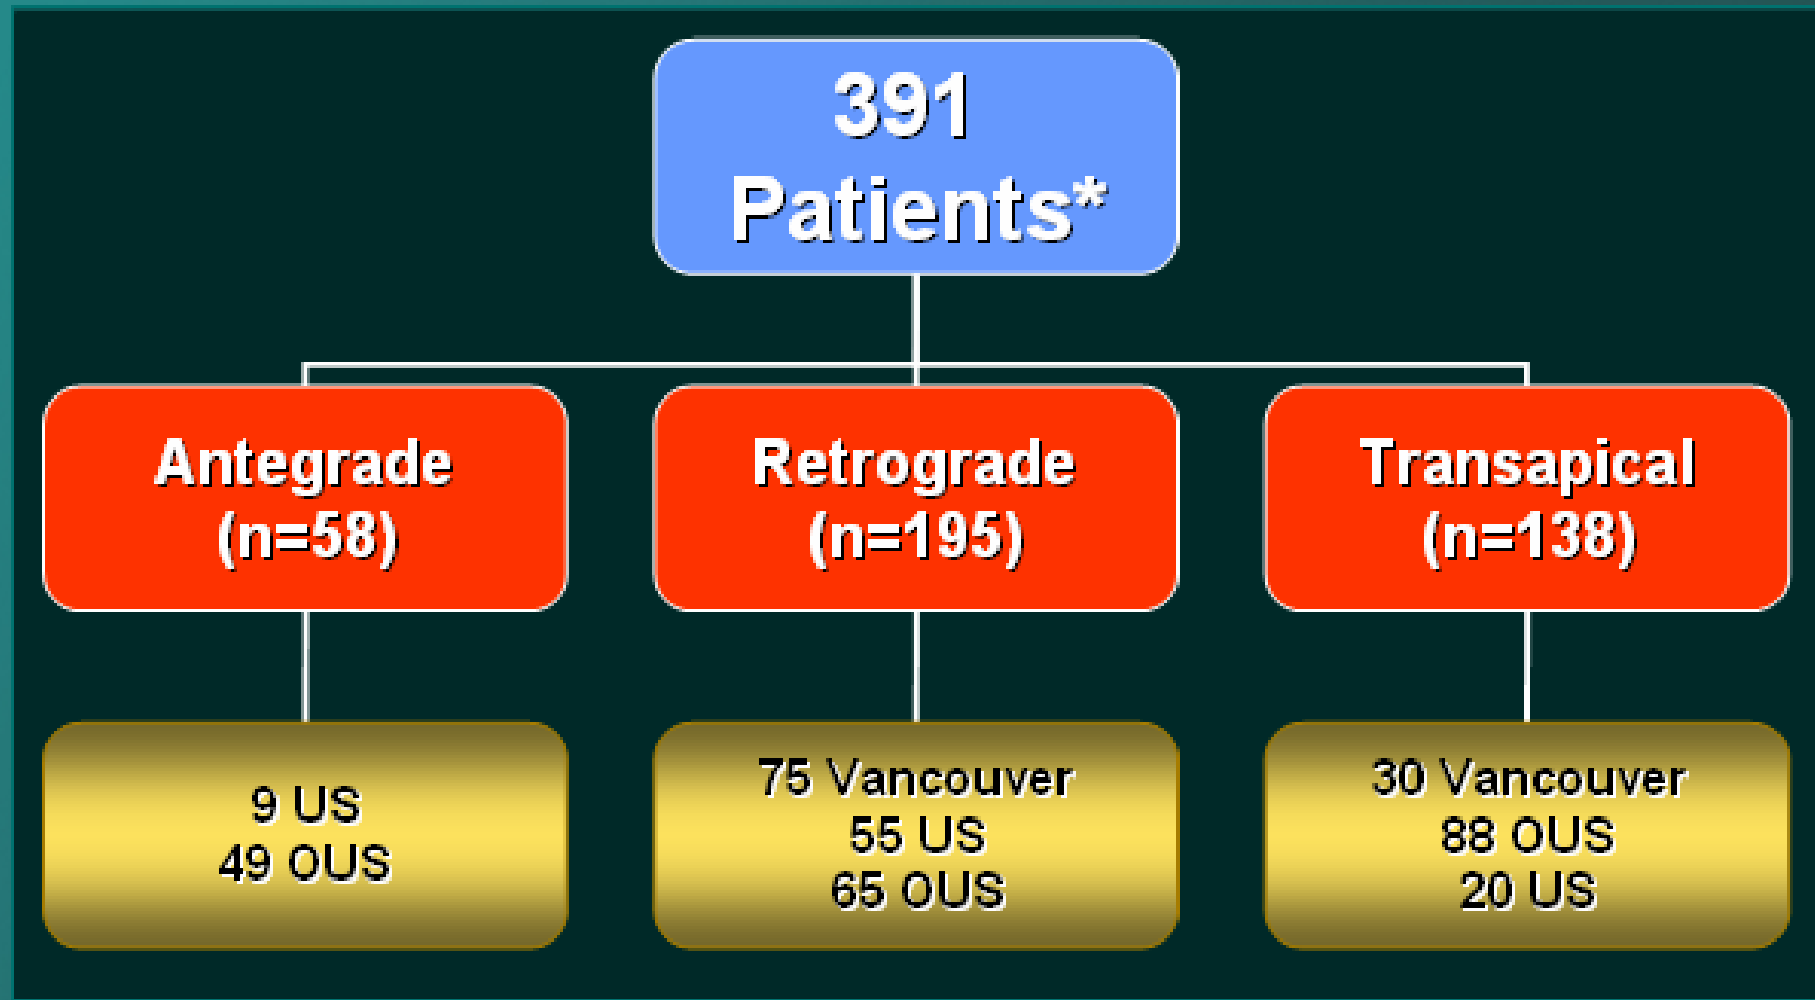 391
Patients*
Antegrade
(n=58)
Retrograde
(n=195)
Transapical
(n=138)
9 US
49 OUS
75 Vancouver
55 US
65 OUS
30 Vancouver
88 OUS
20 US